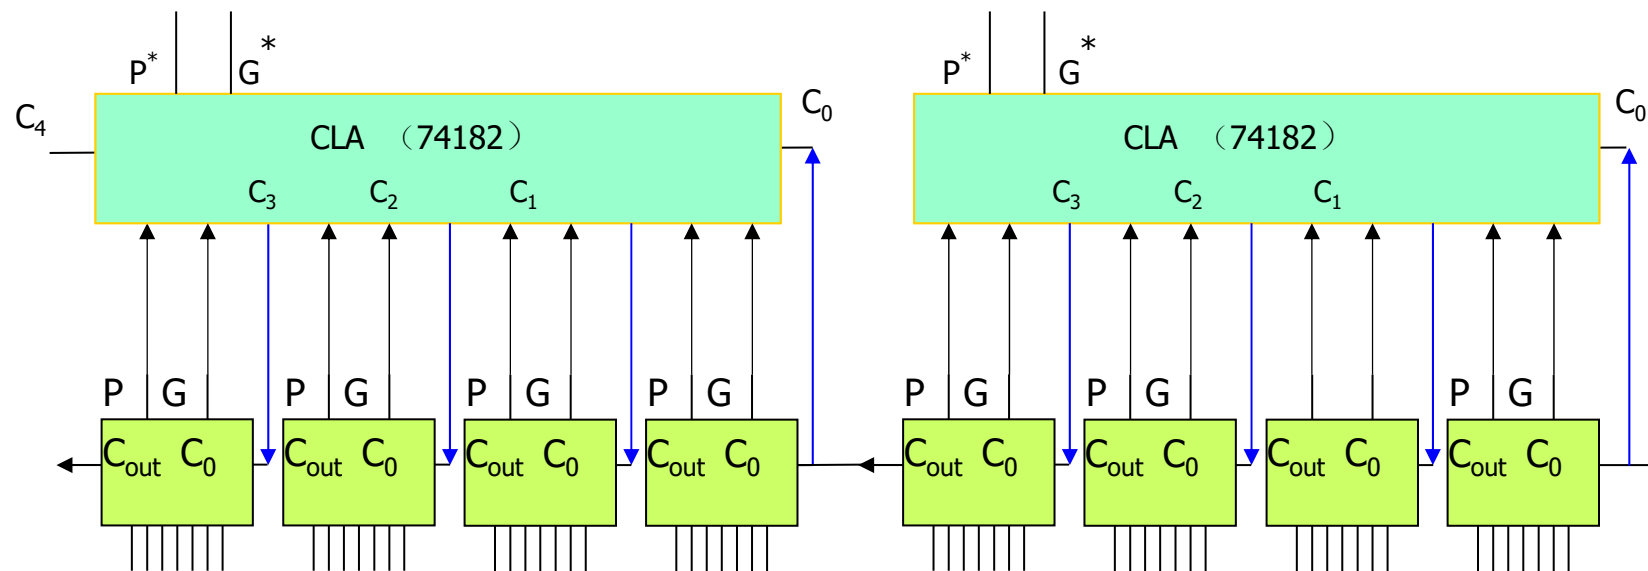 P* G* P* G*
C4 C0 C0
CLA （74182） CLA （74182）
C3 C2 C1 C3 C2 C1
P G P G P G P G P G P G P G
Cout C0 Cout C0 Cout C0 Cout C0 Cout C0 Cout C0 Cout C0 Cout C0